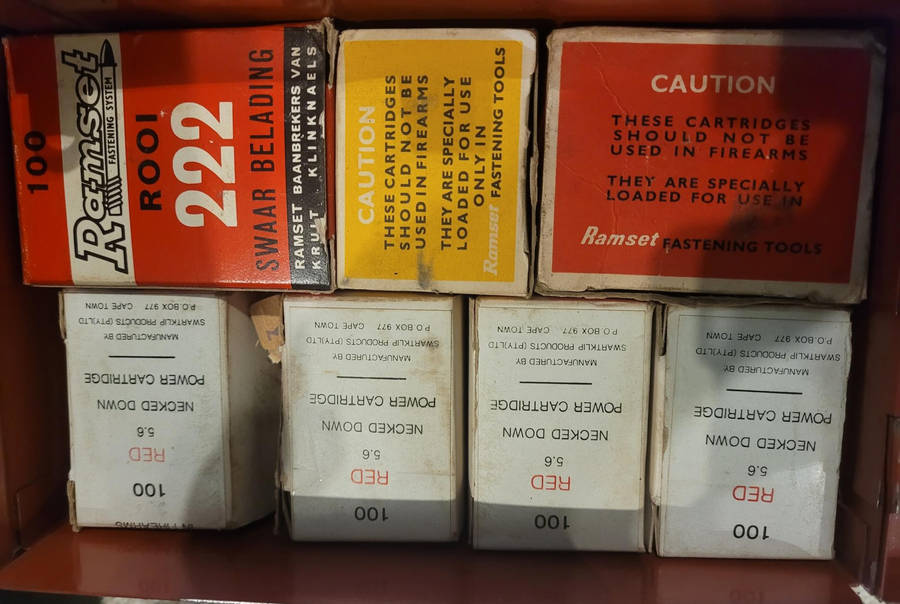 100
Ramset
FASTENING SYSTEM
ROOI
222
SWAAR BELADING
RAMSET BAANBREKERS VAN
KRUIT KLINKNAELS
CAUTION
THESE CARTRIDGES
SHOULD NOT BE
USED IN FIREARMS
THEY ARE SPECIALLY
LOADED FOR USE
ONLY IN
Ramset FASTENING TOOLS
CAUTION
THESE CARTRIDGES
SHOULD NOT BE
USED IN FIREARMS
THEY ARE SPECIALLY
LOADED FOR USE IN
Ramset FASTENING TOOLS
IN FIREARMS
100
RED
5.6
NECKED DOWN
POWER CARTRIDGE
MANUFACTURED BY
SWARTKLIP PRODUCTS (PTY) LTD
P.O. BOX 977 CAPE TOWN
100
RED
5.6
NECKED DOWN
POWER CARTRIDGE
MANUFACTURED BY
SWARTKLIP PRODUCTS (PTY) LTD
P.O. BOX 977 CAPE TOWN
100
RED
5.6
NECKED DOWN
POWER CARTRIDGE
MANUFACTURED BY
SWARTKLIP PRODUCTS (PTY) LTD
P.O. BOX 977 CAPE TOWN
100
RED
5.6
NECKED DOWN
POWER CARTRIDGE
MANUFACTURED BY
SWARTKLIP PRODUCTS (PTY) LTD
P.O. BOX 977 CAPE TOWN